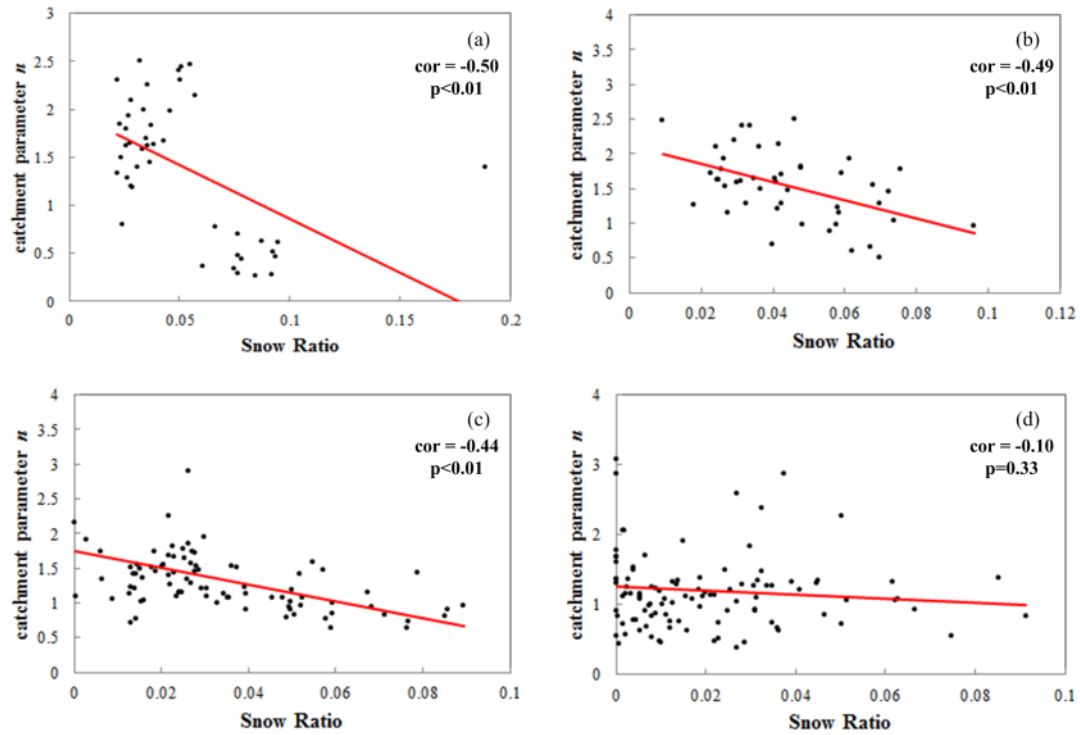 (a)
cor = -0.50
p<0.01
catchment parameter n
3
2.5
2
1.5
1
0.5
0
0 0.05 0.1 0.15 0.2
Snow Ratio
(b)
cor = -0.49
p<0.01
catchment parameter n
4
3.5
3
2.5
2
1.5
1
0.5
0
0 0.02 0.04 0.06 0.08 0.1 0.12
Snow Ratio
(c)
cor = -0.44
p<0.01
catchment parameter n
4
3.5
3
2.5
2
1.5
1
0.5
0
0 0.02 0.04 0.06 0.08 0.1
Snow Ratio
(d)
cor = -0.10
p=0.33
catchment parameter n
4
3
2
1
0
0 0.02 0.04 0.06 0.08 0.1
Snow Ratio